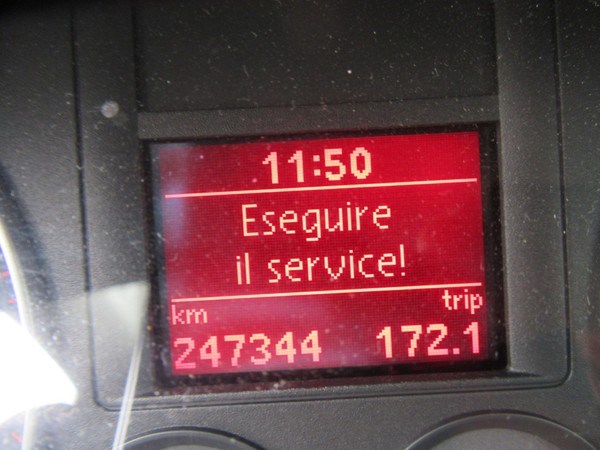 11:50
Eseguire
il service!
km trip
247344 172.1